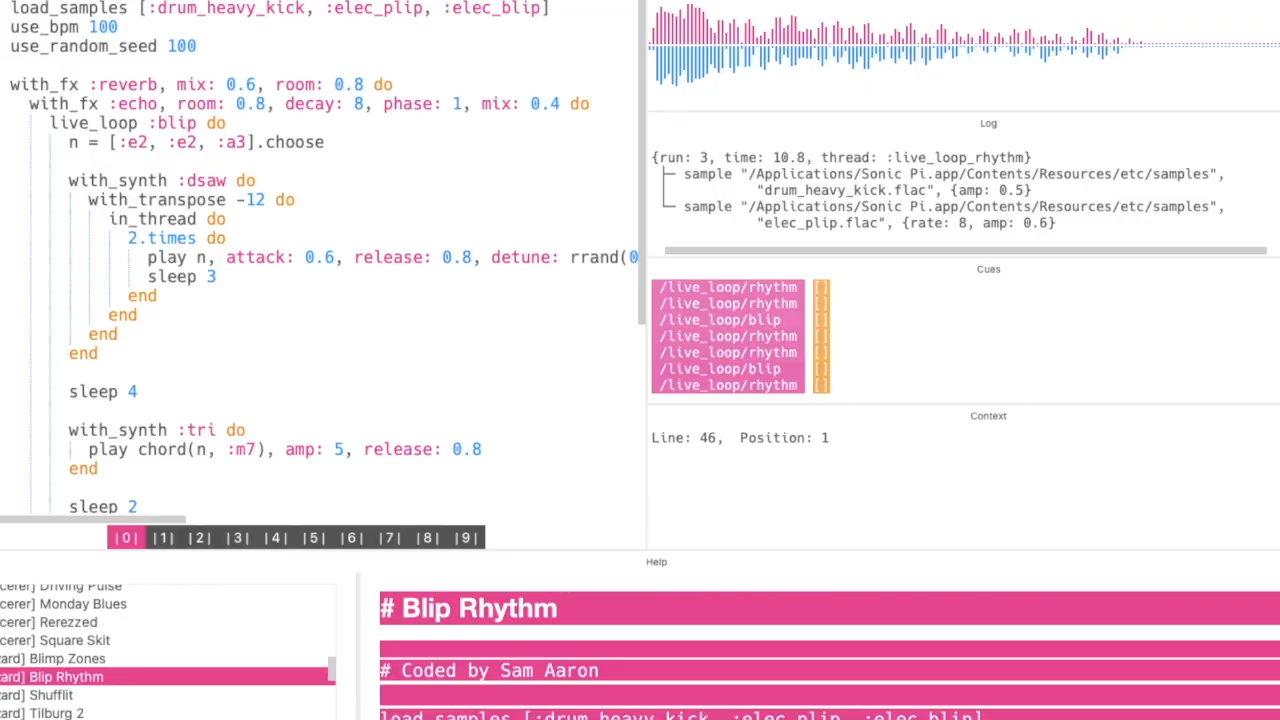 load_samples [:drum_heavy_kick, :elec_plip, :elec_blip]
use_bpm 100
use_random_seed 100
with_fx :reverb, mix: 0.6, room: 0.8 do
with_fx :echo, room: 0.8, decay: 8, phase: 1, mix: 0.4 do
live_loop :blip do
n = [:e2, :e2, :a3].choose
with_synth :dsaw do
with_transpose -12 do
in_thread do
2.times do
play n, attack: 0.6, release: 0.8, detune: rrand(0
sleep 3
end
end
end
end
sleep 4
with_synth :tri do
play chord(n, :m7), amp: 5, release: 0.8
end
sleep 2
|0| |1| |2| |3| |4| |5| |6| |7| |8| |9|
Log
{run: 3, time: 10.8, thread: :live_loop_rhythm}
sample "/Applications/Sonic Pi.app/Contents/Resources/etc/samples",
"drum_heavy_kick.flac", {amp: 0.5}
sample "/Applications/Sonic Pi.app/Contents/Resources/etc/samples",
"elec_plip.flac", {rate: 8, amp: 0.6}
Cues
/live_loop/rhythm []
/live_loop/rhythm []
/live_loop/blip []
/live_loop/rhythm []
/live_loop/rhythm []
/live_loop/blip []
/live_loop/rhythm []
Context
Line: 46, Position: 1
Help
cerer] Driving Pulse
cerer] Monday Blues
cerer] Rerezzed
cerer] Square Skit
zard] Blimp Zones
zard] Blip Rhythm
zard] Shufflit
zard] Tilburg 2
# Blip Rhythm
# Coded by Sam Aaron
load_samples [:drum_heavy_kick, :elec_plip, :elec_blip]